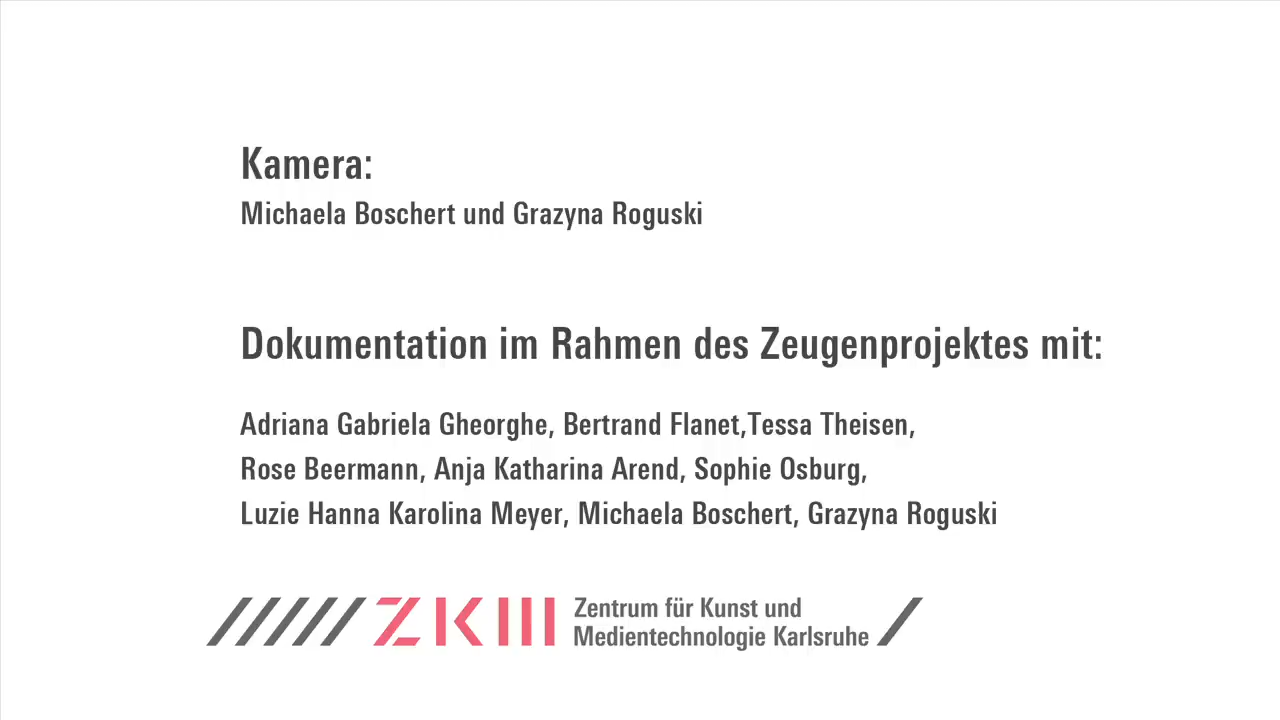 Kamera:
Michaela Boschert und Grazyna Roguski
Dokumentation im Rahmen des Zeugenprojektes mit:
Adriana Gabriela Gheorghe, Bertrand Flanet,Tessa Theisen,
Rose Beermann, Anja Katharina Arend, Sophie Osburg,
Luzie Hanna Karolina Meyer, Michaela Boschert, Grazyna Roguski
ZKM
Zentrum für Kunst und
Medientechnologie Karlsruhe